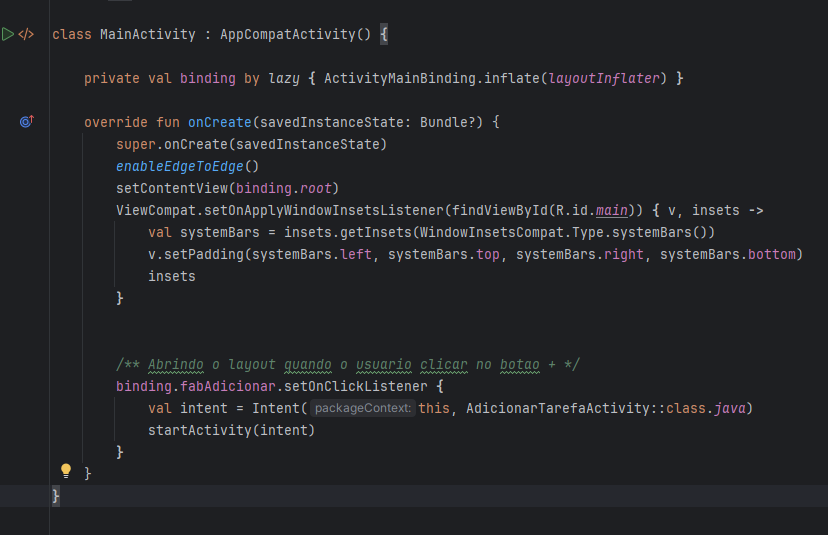 class MainActivity : AppCompatActivity() {
private val binding by lazy { ActivityMainBinding.inflate(layoutInflater) }
override fun onCreate(savedInstanceState: Bundle?) {
super.onCreate(savedInstanceState)
enableEdgeToEdge()
setContentView(binding.root)
ViewCompat.setOnApplyWindowInsetsListener(findViewById(R.id.main)) { v, insets ->
val systemBars = insets.getInsets(WindowInsetsCompat.Type.systemBars())
v.setPadding(systemBars.left, systemBars.top, systemBars.right, systemBars.bottom)
insets
}
/** Abrindo o layout quando o usuario clicar no botao + */
binding.fabAdicionar.setOnClickListener {
val intent = Intent( packageContext: this, AdicionarTarefaActivity::class.java)
startActivity(intent)
}
}
}